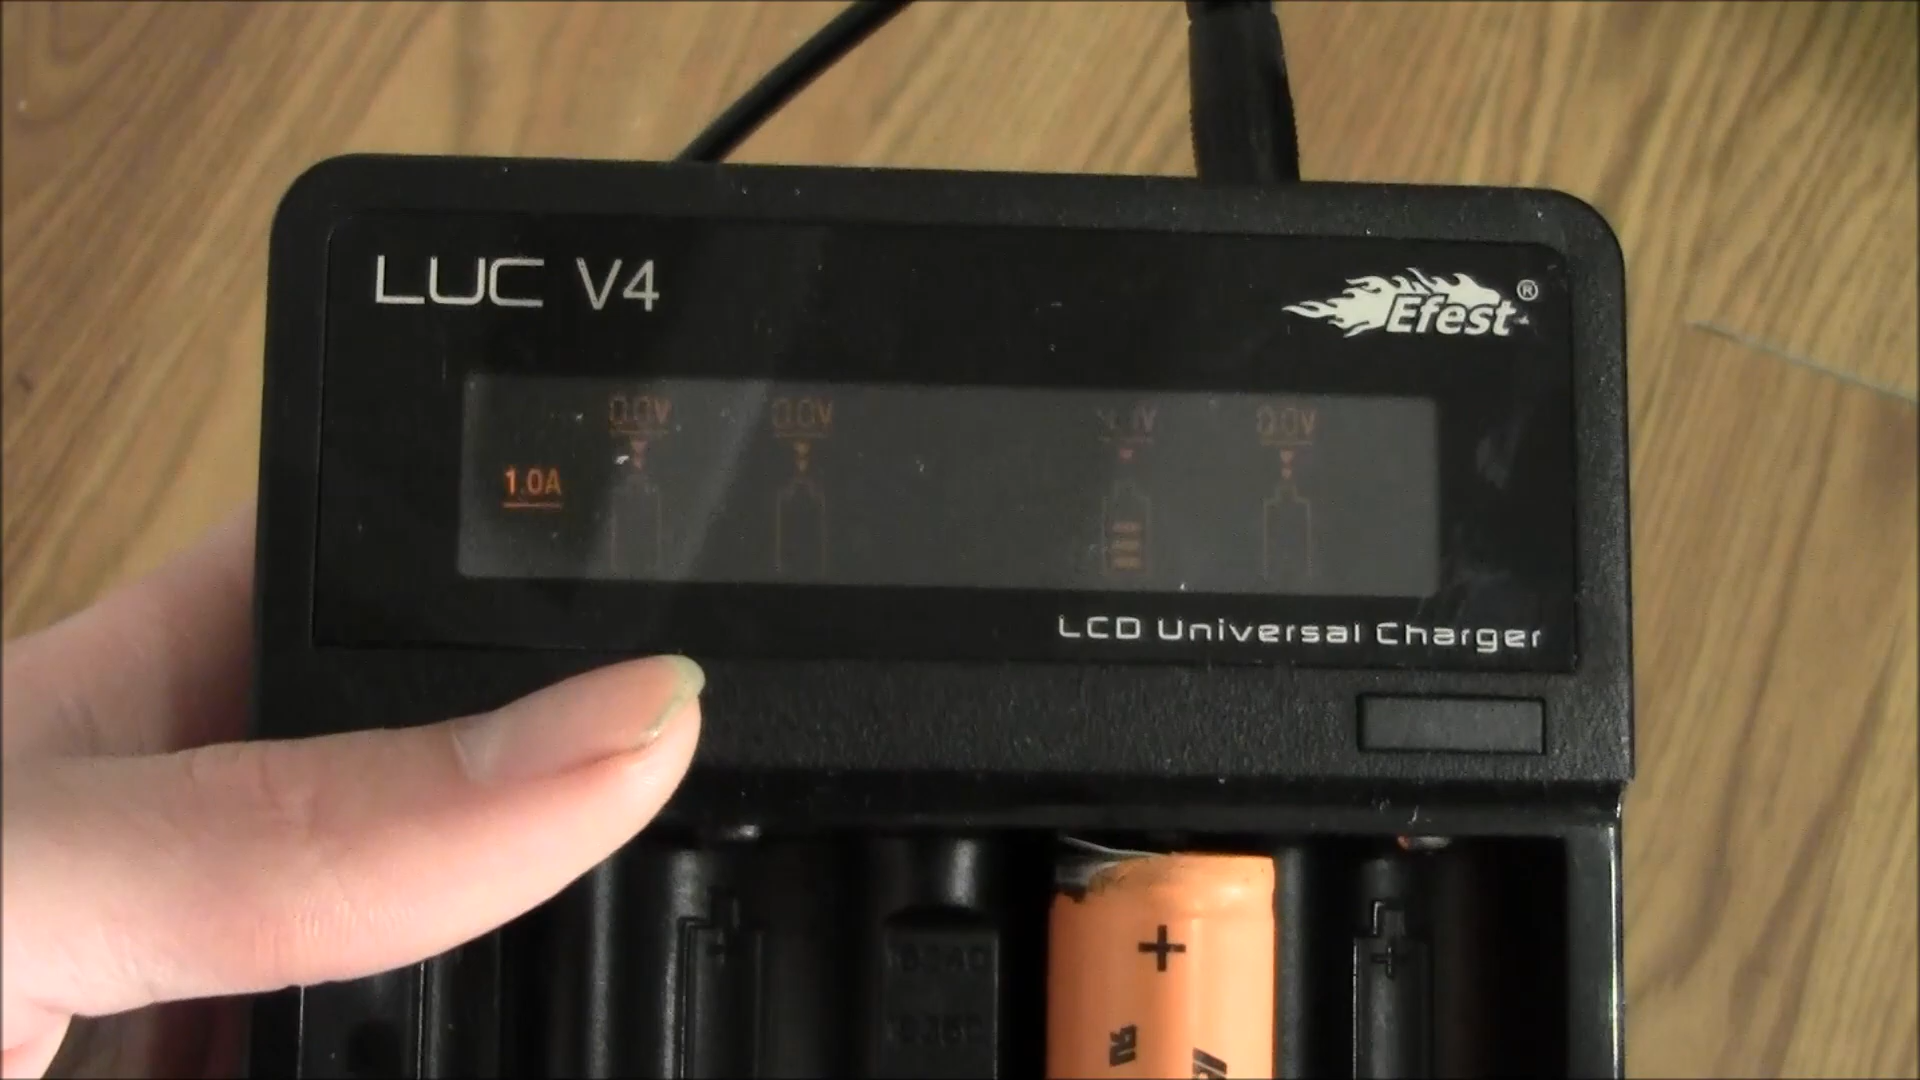 LUC V4
Efest®
0.0V 0.0V 0.0V
1.0A
LCD Universal Charger
+
+
+